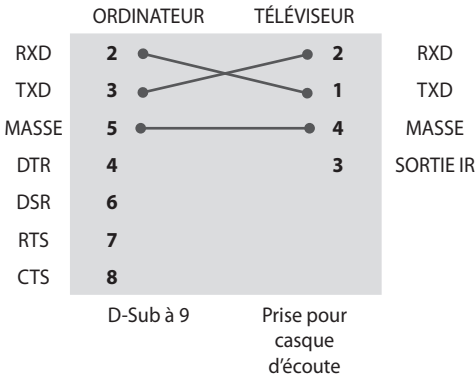 ORDINATEUR TÉLÉVISEUR
RXD 2 2 RXD
TXD 3 1 TXD
MASSE 5 4 MASSE
DTR 4 3 SORTIE IR
DSR 6
RTS 7
CTS 8
D-Sub à 9 Prise pour
casque
d'écoute